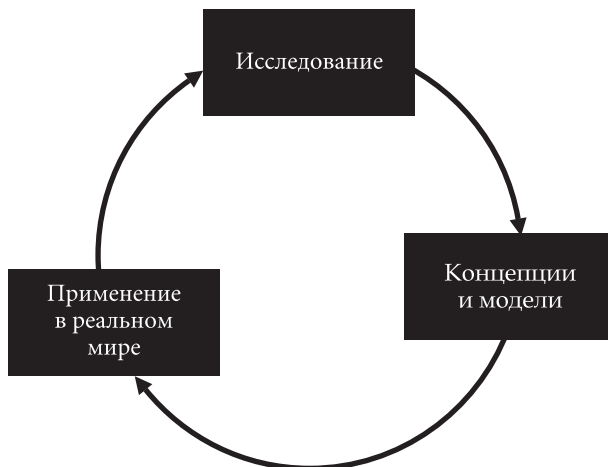 Исследование
Концепции
и модели
Применение
в реальном
мире